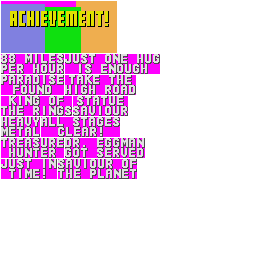 ACHIEVEMENT!
88 MILES
PER HOUR
JUST ONE HUG
IS ENOUGH
PARADISE
FOUND
TAKE THE
HIGH ROAD
KING OF
THE RINGS
STATUE
SAVIOUR
HEAVY
METAL
ALL STAGES
CLEAR!
TREASURE
HUNTER
DR. EGGMAN
GOT SERVED
JUST IN
TIME!
SAVIOUR OF
THE PLANET